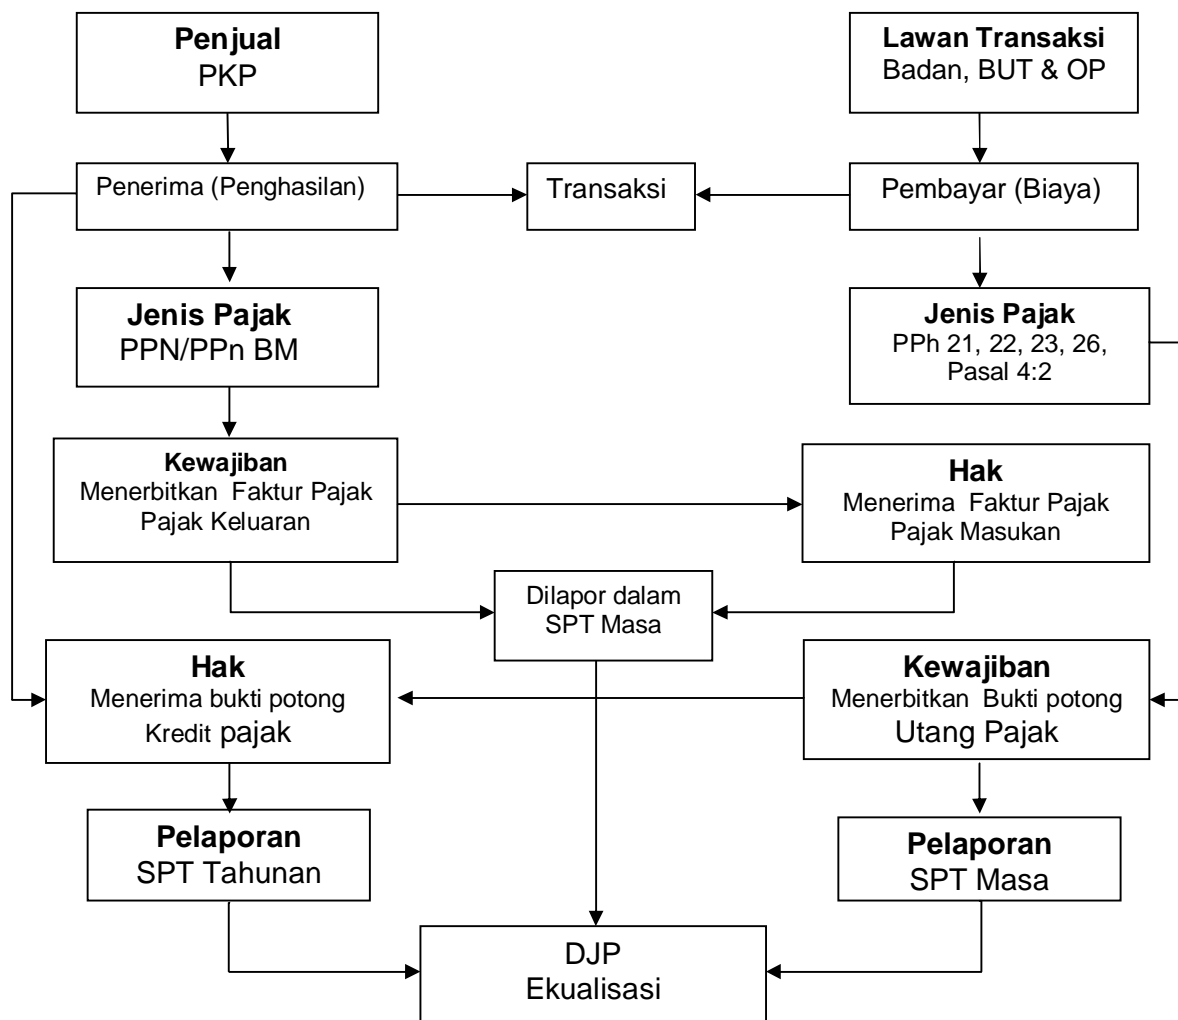 Penjual
PKP
Lawan Transaksi
Badan, BUT & OP
Penerima (Penghasilan)
Transaksi
Pembayar (Biaya)
Jenis Pajak
PPN/PPn BM
Jenis Pajak
PPh 21, 22, 23, 26,
Pasal 4:2
Kewajiban
Menerbitkan Faktur Pajak
Pajak Keluaran
Hak
Menerima Faktur Pajak
Pajak Masukan
Dilapor dalam
SPT Masa
Hak
Menerima bukti potong
Kredit pajak
Kewajiban
Menerbitkan Bukti potong
Utang Pajak
Pelaporan
SPT Tahunan
Pelaporan
SPT Masa
DJP
Ekualisasi